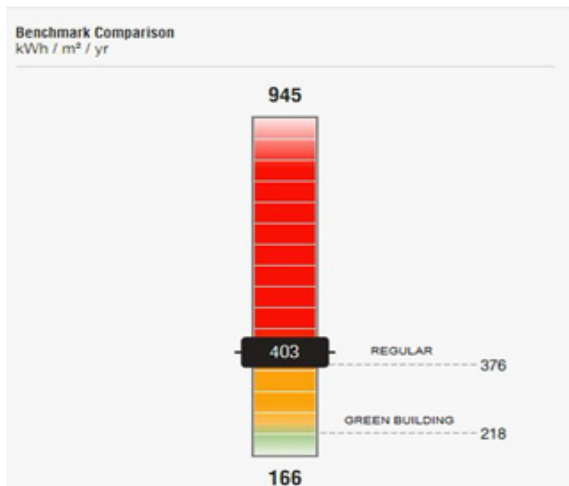 Benchmark Comparison
kWh / m² / yr
945
403
REGULAR
376
GREEN BUILDING
218
166